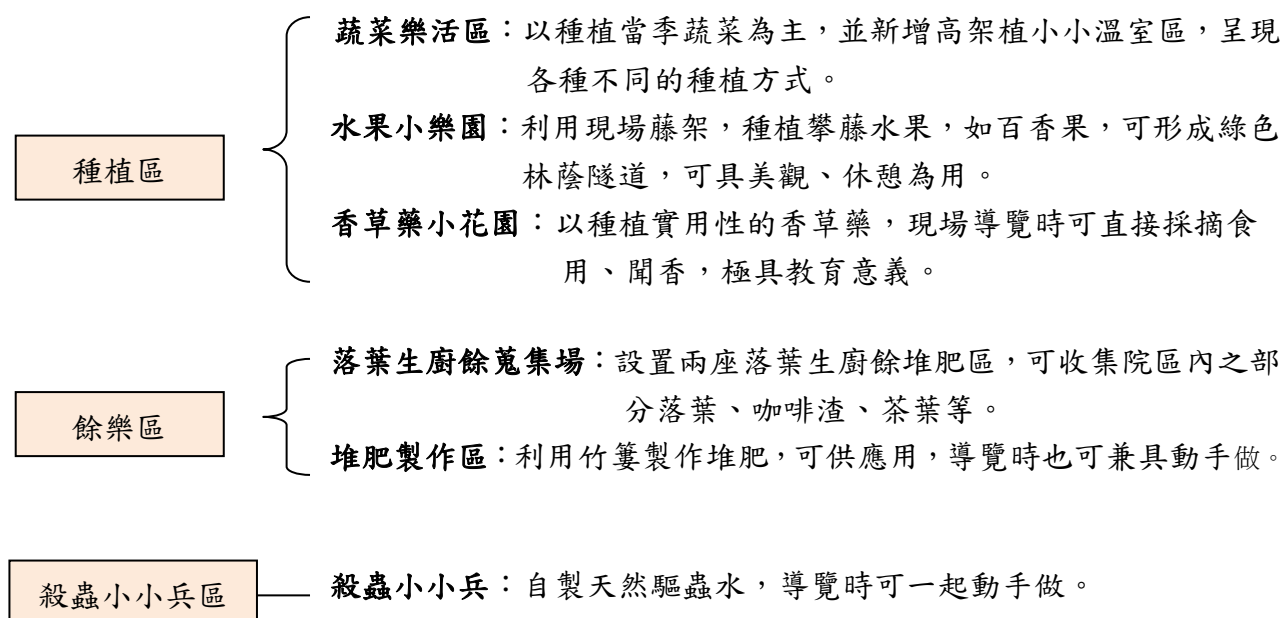 種植區
蔬菜樂活區：以種植當季蔬菜為主，並新增高架植小小溫室區，呈現
各種不同的種植方式。
水果小樂園：利用現場藤架，種植攀藤水果，如百香果，可形成綠色
林蔭隧道，可具美觀、休憩為用。
香草藥小花園：以種植實用性的香草藥，現場導覽時可直接採摘食
用、聞香，極具教育意義。
餘樂區
落葉生廚餘蒐集場：設置兩座落葉生廚餘堆肥區，可收集院區內之部
分落葉、咖啡渣、茶葉等。
堆肥製作區：利用竹簍製作堆肥，可供應用，導覽時也可兼具動手做。
殺蟲小小兵區
殺蟲小小兵：自製天然驅蟲水，導覽時可一起動手做。